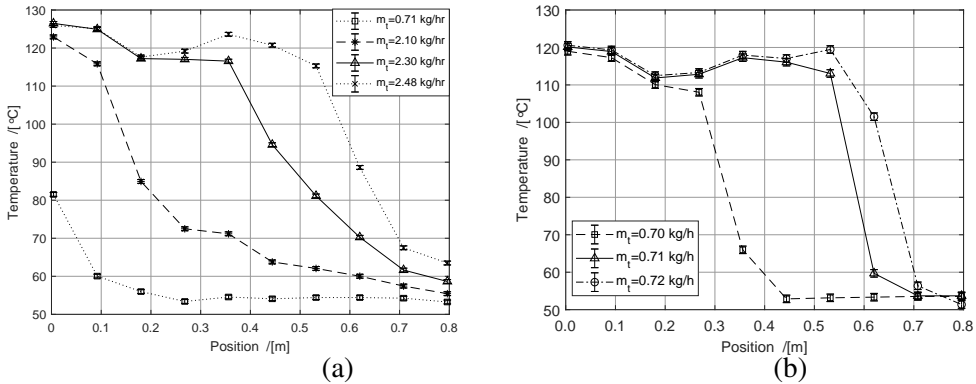 130
120
110
100
90
80
70
60
50
0.0
0.1
0.2
0.3
0.4
0.5
0.6
0.7
0.8
Temperature /[°C]
Position /[m]
m_t=0.71 kg/hr
m_t=2.10 kg/hr
m_t=2.30 kg/hr
m_t=2.48 kg/hr
(a)
130
120
110
100
90
80
70
60
50
0.0
0.1
0.2
0.3
0.4
0.5
0.6
0.7
0.8
Temperature /[°C]
Position /[m]
m_t=0.70 kg/h
m_t=0.71 kg/h
m_t=0.72 kg/h
(b)